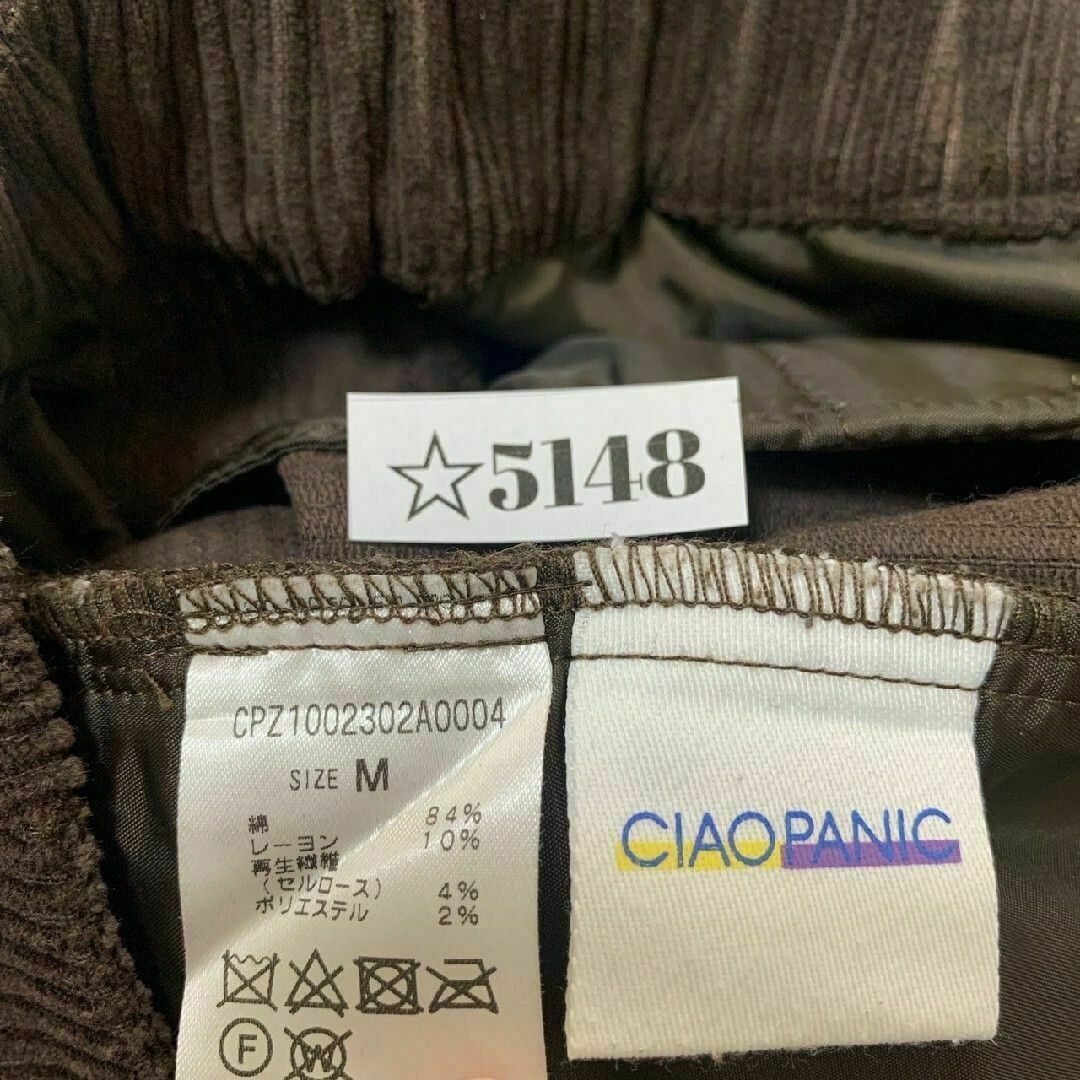 ☆5148
CPZ1002302A0004
SIZE M
綿 84%
レーヨン 10%
再生繊維
(セルロース) 4%
ポリエステル 2%
F W
CIAOPANIC